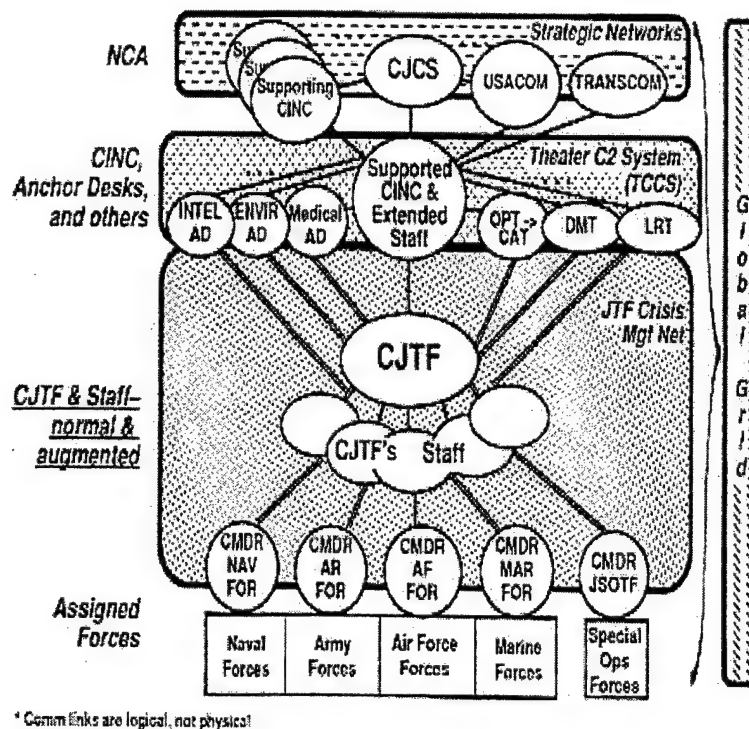 Strategic Networks
NCA
Supporting
CINC
CJCS
USACOM
TRANSCOM
CINC,
Anchor Desks,
and others
Theater C2 System
(TCCS)
Supported
CINC &
Extended
Staff
INTEL
AD
ENVIR
AD
Medical
AD
OPT->
CAT
DMT
LRT
JTF Crisis
Mgt Net
CJTF
CJTF & Staff–
normal &
augmented
CJTF's Staff
CMDR
NAV
FOR
CMDR
AR
FOR
CMDR
AF
FOR
CMDR
MAR
FOR
CMDR
JSOTF
Assigned
Forces
Naval
Forces
Army
Forces
Air Force
Forces
Marine
Forces
Special
Ops
Forces
Global
Grid
* Comm links are logical, not physical